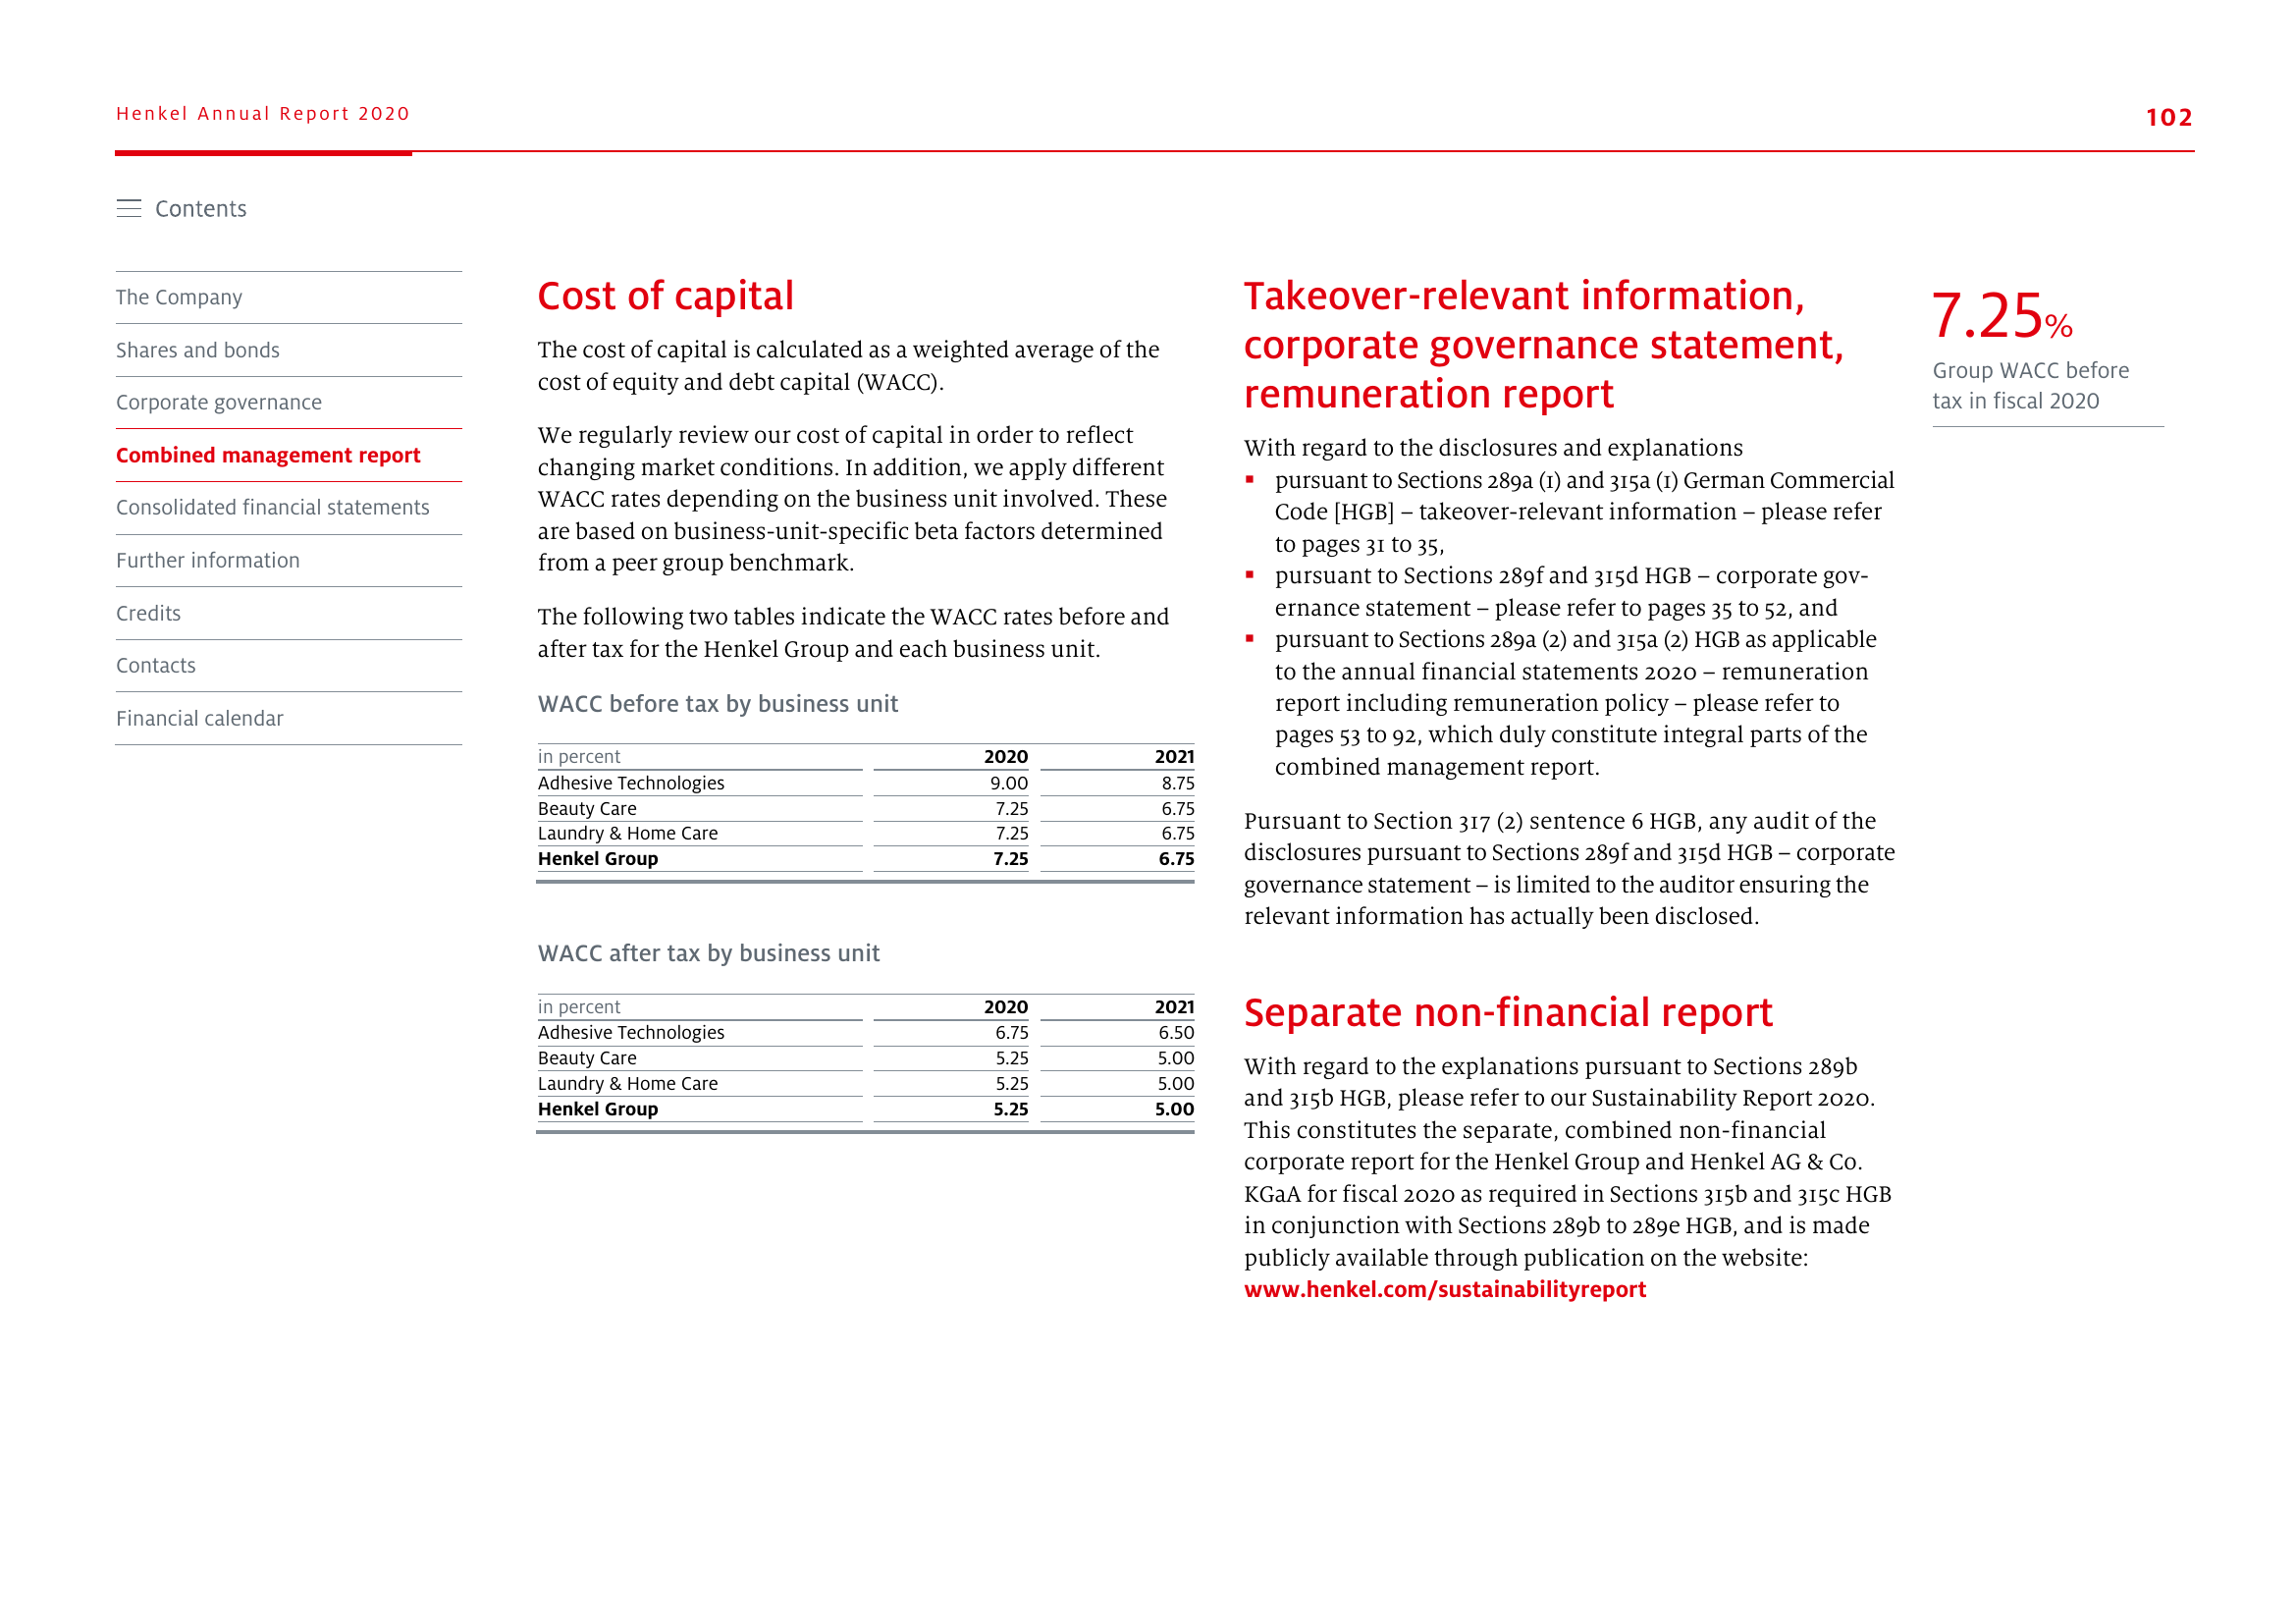 Henkel Annual Report 2020
102
Contents
The Company
Shares and bonds
Corporate governance
Combined management report
Consolidated financial statements
Further information
Credits
Contacts
Financial calendar
Cost of capital
The cost of capital is calculated as a weighted average of the
cost of equity and debt capital (WACC).
We regularly review our cost of capital in order to reflect
changing market conditions. In addition, we apply different
WACC rates depending on the business unit involved. These
are based on business-unit-specific beta factors determined
from a peer group benchmark.
The following two tables indicate the WACC rates before and
after tax for the Henkel Group and each business unit.
WACC before tax by business unit
in percent 2020 2021
Adhesive Technologies 9.00 8.75
Beauty Care 7.25 6.75
Laundry & Home Care 7.25 6.75
Henkel Group 7.25 6.75
WACC after tax by business unit
in percent 2020 2021
Adhesive Technologies 6.75 6.50
Beauty Care 5.25 5.00
Laundry & Home Care 5.25 5.00
Henkel Group 5.25 5.00
Takeover-relevant information,
corporate governance statement,
remuneration report
With regard to the disclosures and explanations
▪ pursuant to Sections 289a (1) and 315a (1) German Commercial
Code [HGB] – takeover-relevant information – please refer
to pages 31 to 35,
▪ pursuant to Sections 289f and 315d HGB – corporate gov-
ernance statement – please refer to pages 35 to 52, and
▪ pursuant to Sections 289a (2) and 315a (2) HGB as applicable
to the annual financial statements 2020 – remuneration
report including remuneration policy – please refer to
pages 53 to 92, which duly constitute integral parts of the
combined management report.
Pursuant to Section 317 (2) sentence 6 HGB, any audit of the
disclosures pursuant to Sections 289f and 315d HGB – corporate
governance statement – is limited to the auditor ensuring the
relevant information has actually been disclosed.
Separate non-financial report
With regard to the explanations pursuant to Sections 289b
and 315b HGB, please refer to our Sustainability Report 2020.
This constitutes the separate, combined non-financial
corporate report for the Henkel Group and Henkel AG & Co.
KGaA for fiscal 2020 as required in Sections 315b and 315c HGB
in conjunction with Sections 289b to 289e HGB, and is made
publicly available through publication on the website:
www.henkel.com/sustainabilityreport
7.25%
Group WACC before
tax in fiscal 2020